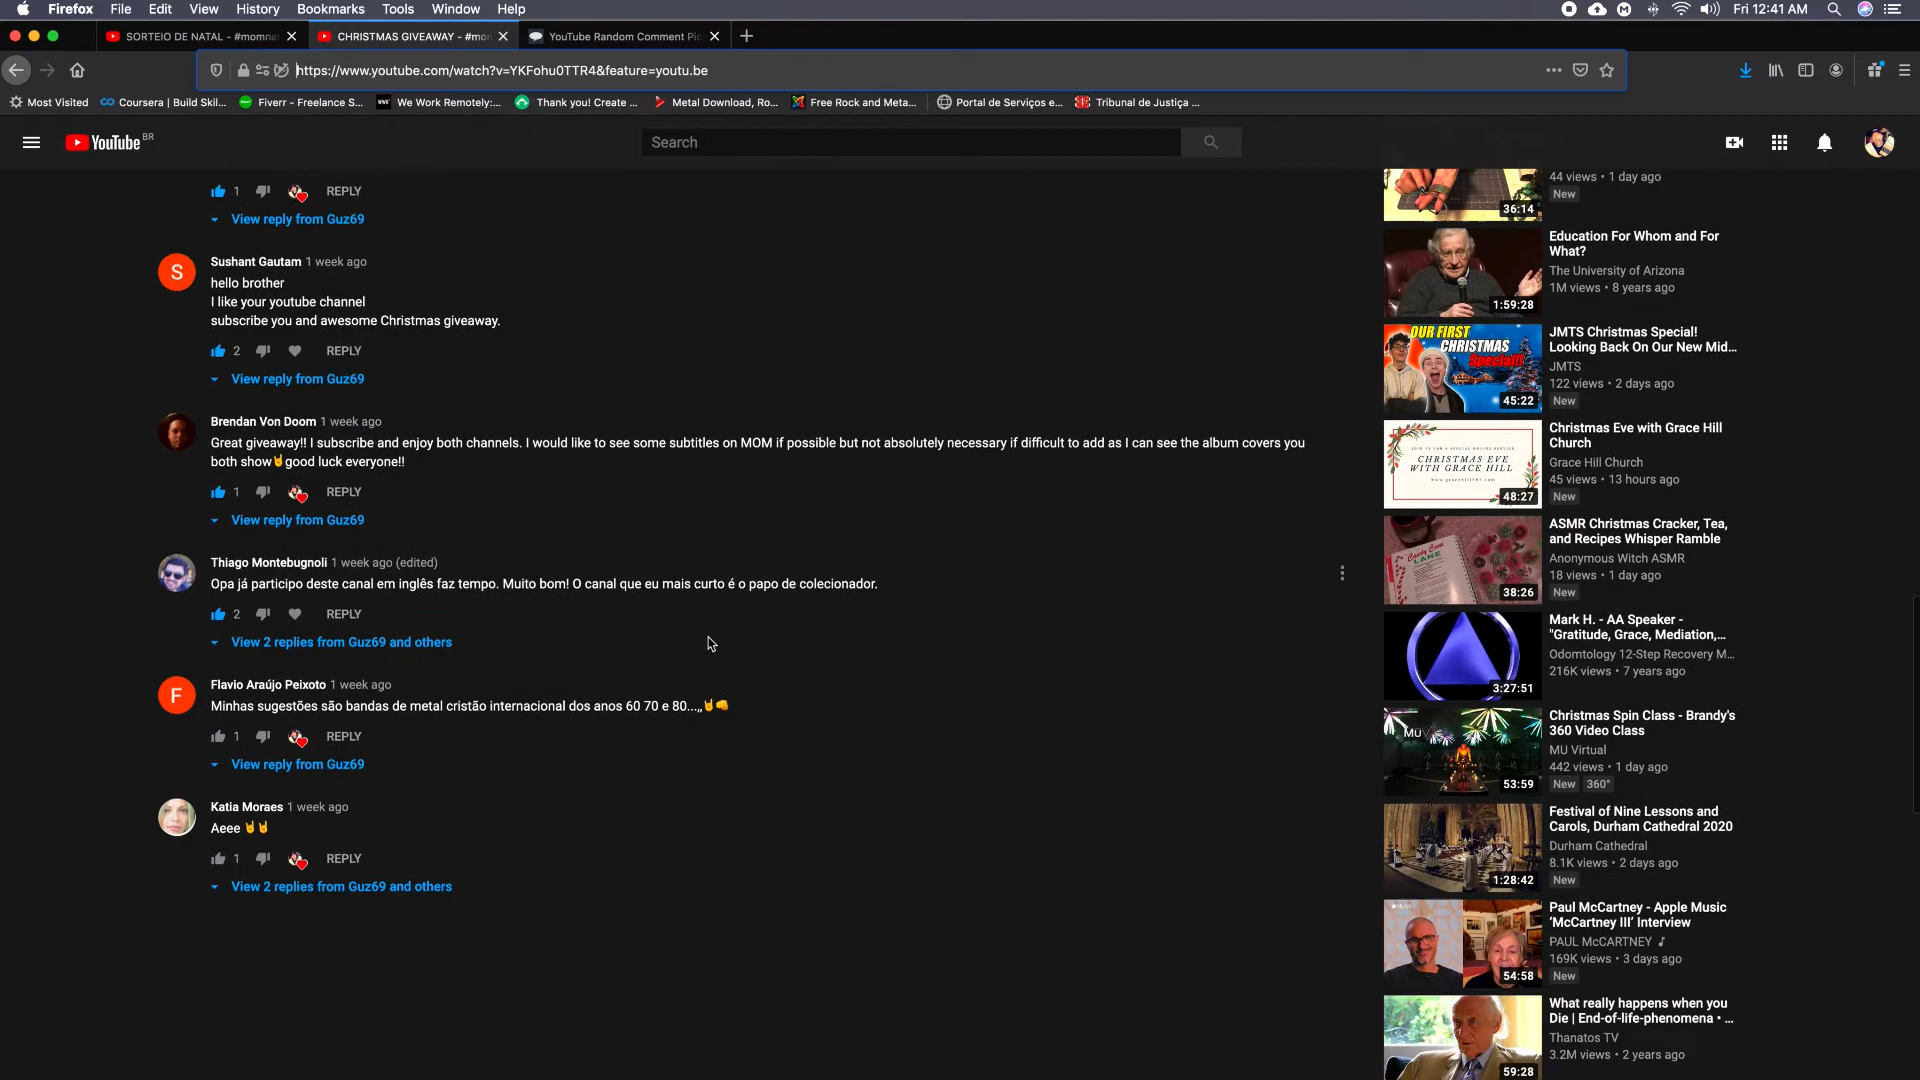 Firefox File Edit View History Bookmarks Tools Window Help Fri 12:41 AM
SORTEIO DE NATAL - #momna CHRISTMAS GIVEAWAY - #mo YouTube Random Comment Pic
https://www.youtube.com/watch?v=YKFohu0TTR4&feature=youtu.be
Most Visited Coursera | Build Skil... Fiverr - Freelance S... We Work Remotely:... Thank you! Create ... Metal Download, Ro... Free Rock and Meta... Portal de Serviços e... Tribunal de Justiça ...
YouTube BR Search
1 REPLY
View reply from Guz69
Sushant Gautam 1 week ago
hello brother
I like your youtube channel
subscribe you and awesome Christmas giveaway.
2 REPLY
View reply from Guz69
Brendan Von Doom 1 week ago
Great giveaway!! I subscribe and enjoy both channels. I would like to see some subtitles on MOM if possible but not absolutely necessary if difficult to add as I can see the album covers you
both show🤘good luck everyone!!
1 REPLY
View reply from Guz69
Thiago Montebugnoli 1 week ago (edited)
Opa já participo deste canal em inglês faz tempo. Muito bom! O canal que eu mais curto é o papo de colecionador.
2 REPLY
View 2 replies from Guz69 and others
Flavio Araújo Peixoto 1 week ago
Minhas sugestões são bandas de metal cristão internacional dos anos 60 70 e 80...,,🤘👊
1 REPLY
View reply from Guz69
Katia Moraes 1 week ago
Aeee 🤘🤘
1 REPLY
View 2 replies from Guz69 and others
36:14
44 views • 1 day ago
New
1:59:28
Education For Whom and For
What?
The University of Arizona
1M views • 8 years ago
OUR FIRST
CHRISTMAS
Special!!
45:22
JMTS Christmas Special!
Looking Back On Our New Mid...
JMTS
122 views • 2 days ago
New
CHRISTMAS EVE
WITH GRACE HILL
48:27
Christmas Eve with Grace Hill
Church
Grace Hill Church
45 views • 13 hours ago
New
Candy Cane
LANE
38:26
ASMR Christmas Cracker, Tea,
and Recipes Whisper Ramble
Anonymous Witch ASMR
18 views • 1 day ago
New
3:27:51
Mark H. - AA Speaker -
"Gratitude, Grace, Mediation,...
Odomtology 12-Step Recovery M...
216K views • 7 years ago
MUV
53:59
Christmas Spin Class - Brandy's
360 Video Class
MU Virtual
442 views • 1 day ago
New 360°
1:28:42
Festival of Nine Lessons and
Carols, Durham Cathedral 2020
Durham Cathedral
8.1K views • 2 days ago
New
54:58
Paul McCartney - Apple Music
‘McCartney III’ Interview
PAUL McCARTNEY
169K views • 3 days ago
New
59:28
What really happens when you
Die | End-of-life-phenomena • ...
Thanatos TV
3.2M views • 2 years ago